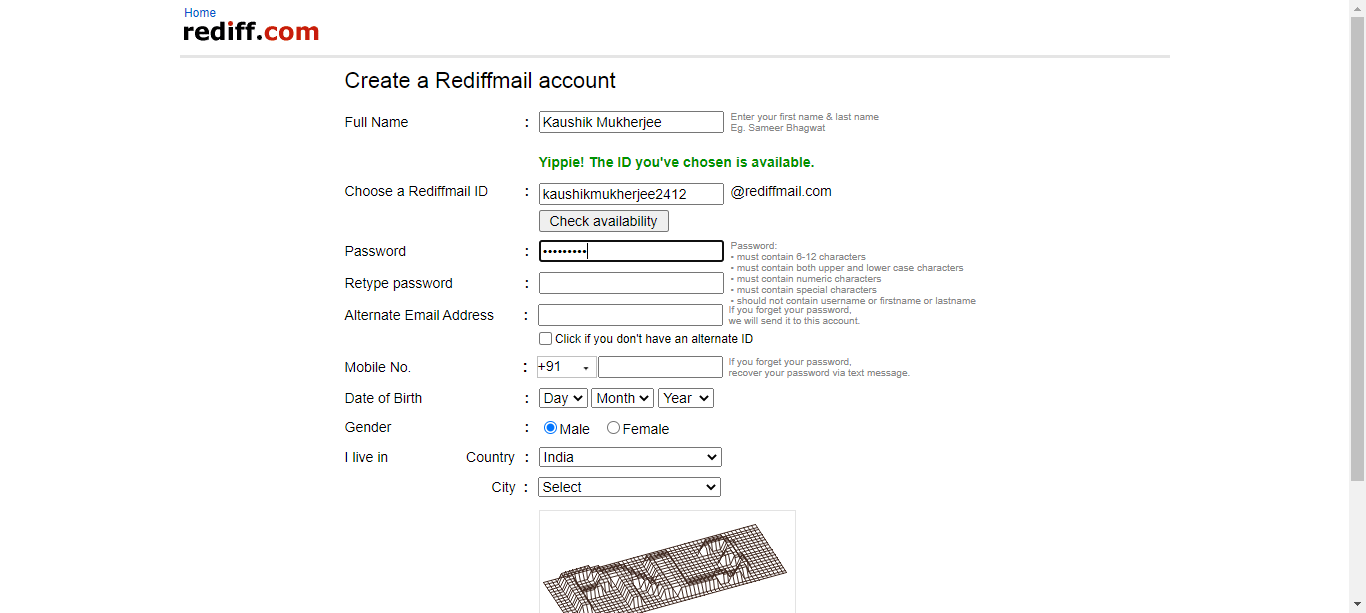 Home
rediff.com
Create a Rediffmail account
Full Name : Kaushik Mukherjee
Enter your first name & last name
Eg. Sameer Bhagwat
Yippie! The ID you've chosen is available.
Choose a Rediffmail ID : kaushikmukherjee2412 @rediffmail.com
Check availability
Password : •••••••••
Password:
• must contain 6-12 characters
• must contain both upper and lower case characters
• must contain numeric characters
• must contain special characters
• should not contain username or firstname or lastname
Retype password :
Alternate Email Address :
If you forget your password,
we will send it to this account.
Click if you don't have an alternate ID
Mobile No. : +91
If you forget your password,
recover your password via text message.
Date of Birth : Day Month Year
Gender : Male Female
I live in Country : India
City : Select